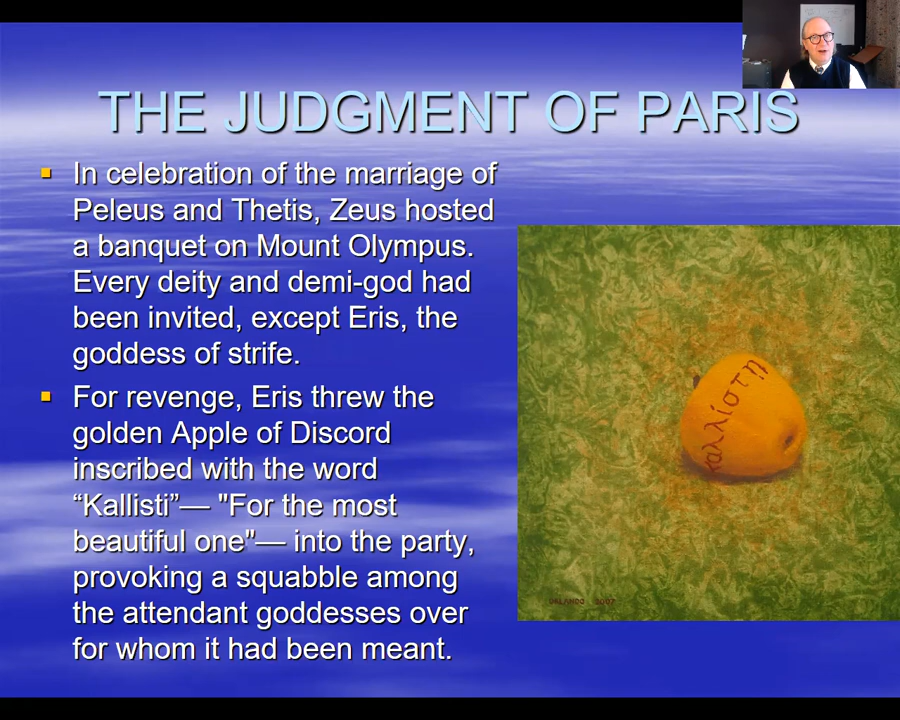 THE JUDGMENT OF PARIS
In celebration of the marriage of
Peleus and Thetis, Zeus hosted
a banquet on Mount Olympus.
Every deity and demi-god had
been invited, except Eris, the
goddess of strife.
For revenge, Eris threw the
golden Apple of Discord
inscribed with the word
“Kallisti”— "For the most
beautiful one"— into the party,
provoking a squabble among
the attendant goddesses over
for whom it had been meant.
καλλίστη
ORLANDO 2007